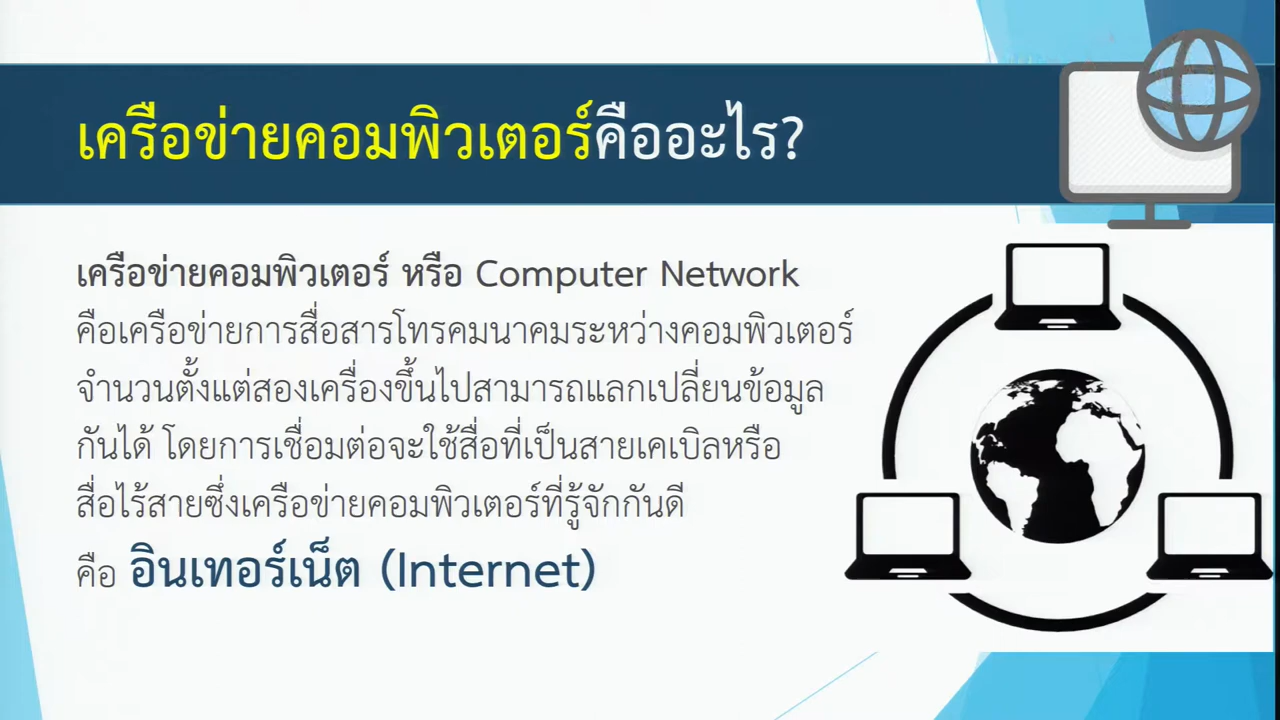 เครือข่ายคอมพิวเตอร์คืออะไร?
เครือข่ายคอมพิวเตอร์ หรือ Computer Network
คือเครือข่ายการสื่อสารโทรคมนาคมระหว่างคอมพิวเตอร์
จำนวนตั้งแต่สองเครื่องขึ้นไปสามารถแลกเปลี่ยนข้อมูล
กันได้ โดยการเชื่อมต่อจะใช้สื่อที่เป็นสายเคเบิลหรือ
สื่อไร้สายซึ่งเครือข่ายคอมพิวเตอร์ที่รู้จักกันดี
คือ อินเทอร์เน็ต (Internet)